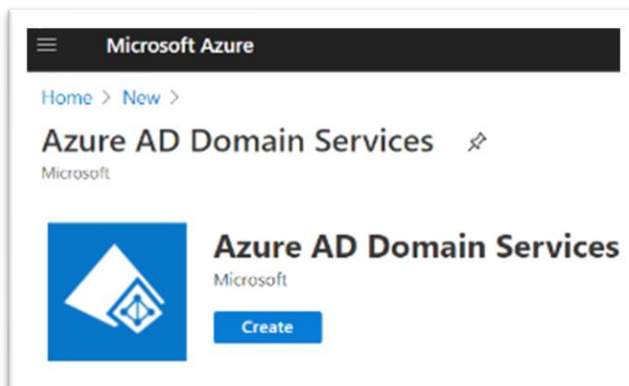 Microsoft Azure
Home > New >
Azure AD Domain Services
Microsoft
Azure AD Domain Services
Microsoft
Create